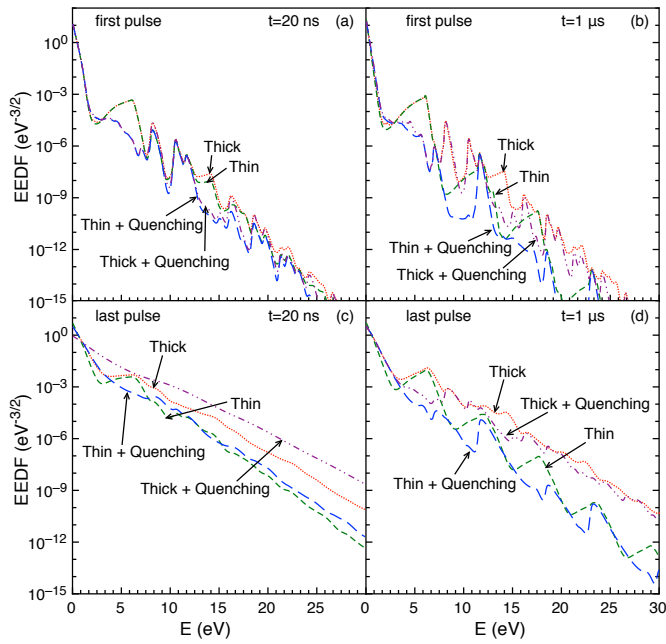 first pulse t=20 ns (a)
first pulse t=1 µs (b)
10⁰
10⁻³
10⁻⁶
10⁻⁹
10⁻¹²
10⁻¹⁵
EEDF (eV⁻³/²)
Thick
Thin
Thin + Quenching
Thick + Quenching
Thick
Thin
Thin + Quenching
Thick + Quenching
last pulse t=20 ns (c)
last pulse t=1 µs (d)
10⁰
10⁻³
10⁻⁶
10⁻⁹
10⁻¹²
10⁻¹⁵
EEDF (eV⁻³/²)
Thick
Thin
Thin + Quenching
Thick + Quenching
Thick
Thick + Quenching
Thin
Thin + Quenching
0 5 10 15 20 25 0 5 10 15 20 25 30
E (eV) E (eV)